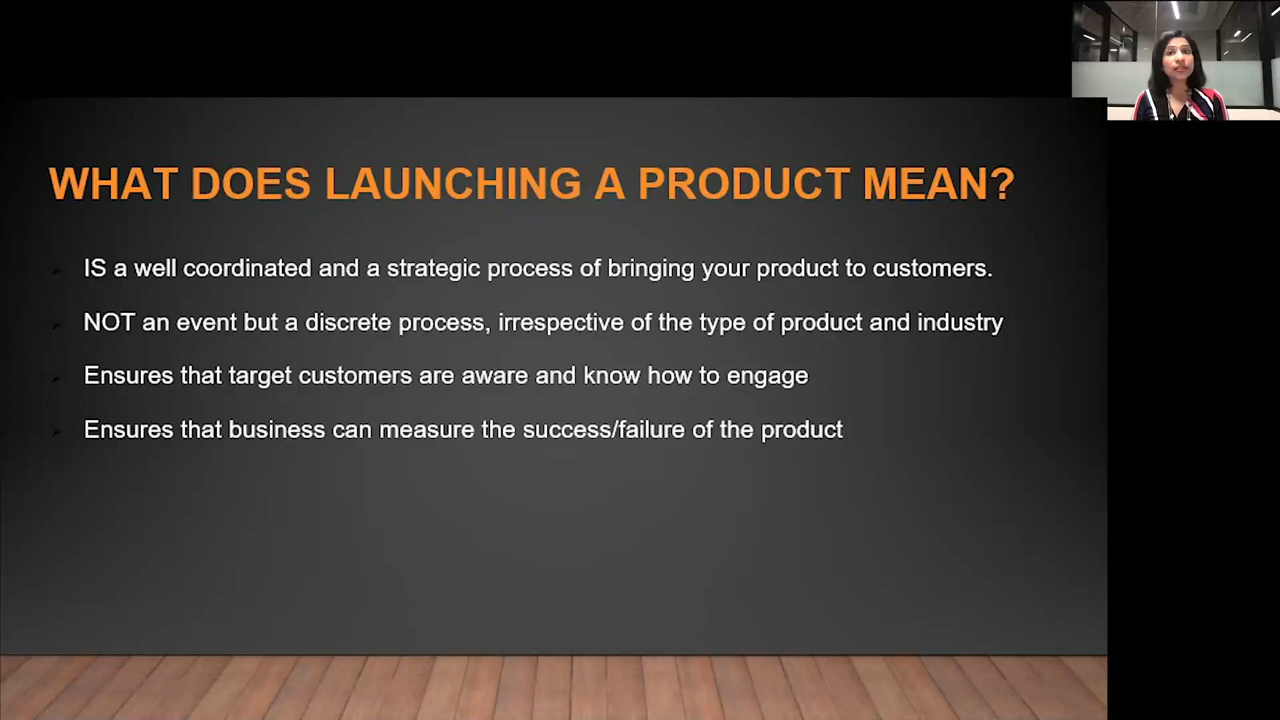 WHAT DOES LAUNCHING A PRODUCT MEAN?
IS a well coordinated and a strategic process of bringing your product to customers.
NOT an event but a discrete process, irrespective of the type of product and industry
Ensures that target customers are aware and know how to engage
Ensures that business can measure the success/failure of the product